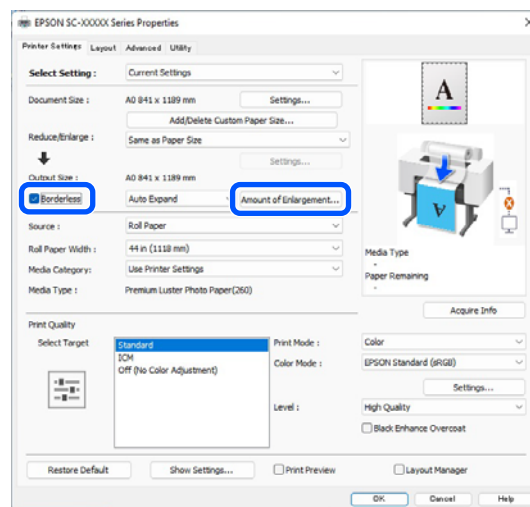 EPSON SC-XXXXX Series Properties
Printer Settings Layout Advanced Utility
Select Setting : Current Settings
Document Size : A0 841 x 1189 mm Settings...
Add/Delete Custom Paper Size...
Reduce/Enlarge : Same as Paper Size
Settings...
Output Size : A0 841 x 1189 mm
Borderless Auto Expand Amount of Enlargement...
Source : Roll Paper
Roll Paper Width : 44 in (1118 mm)
Media Category: Use Printer Settings
Media Type : Premium Luster Photo Paper(260)
A
A
Media Type
-
Paper Remaining
-
Acquire Info
Print Quality
Select Target Standard
ICM
Off (No Color Adjustment)
Print Mode : Color
Color Mode : EPSON Standard (sRGB)
Settings...
Level : High Quality
Black Enhance Overcoat
Restore Default Show Settings... Print Preview Layout Manager
OK Cancel Help